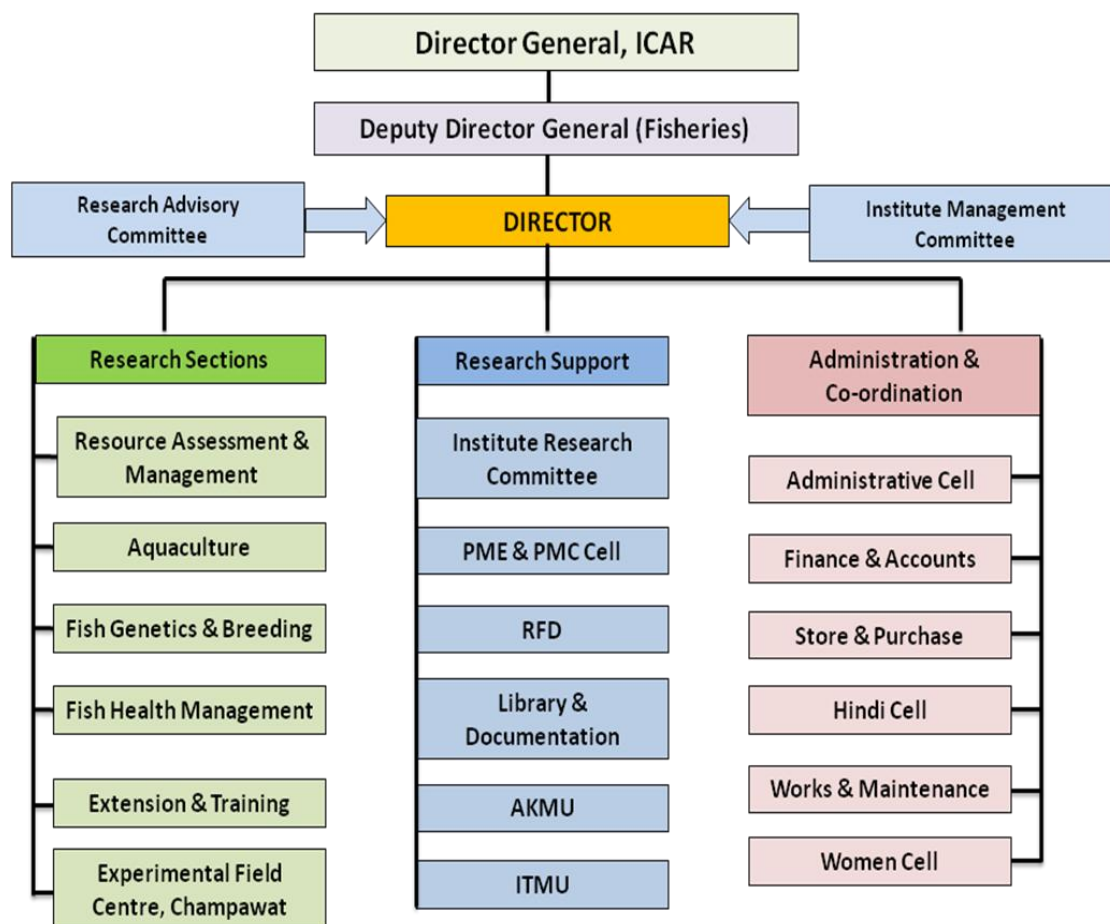 Director General, ICAR
Deputy Director General (Fisheries)
Research Advisory
Committee
DIRECTOR
Institute Management
Committee
Research Sections
Resource Assessment &
Management
Aquaculture
Fish Genetics & Breeding
Fish Health Management
Extension & Training
Experimental Field
Centre, Champawat
Research Support
Institute Research
Committee
PME & PMC Cell
RFD
Library &
Documentation
AKMU
ITMU
Administration &
Co-ordination
Administrative Cell
Finance & Accounts
Store & Purchase
Hindi Cell
Works & Maintenance
Women Cell